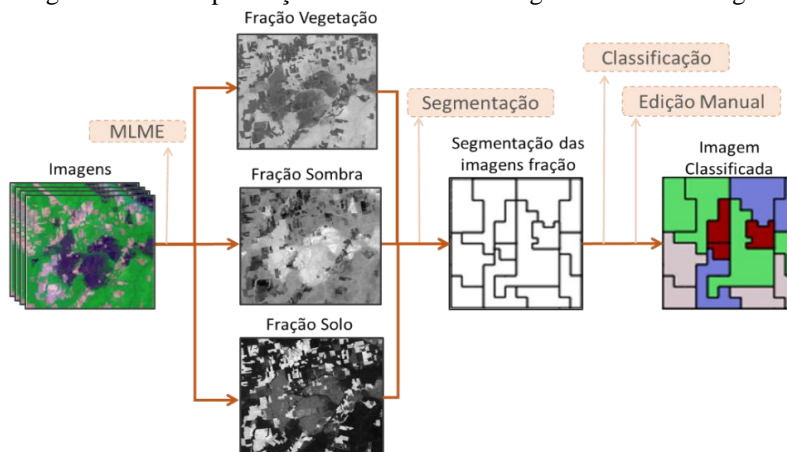 Fração Vegetação
MLME
Imagens
Fração Sombra
Fração Solo
Segmentação
Segmentação das
imagens fração
Classificação
Edição Manual
Imagem
Classificada